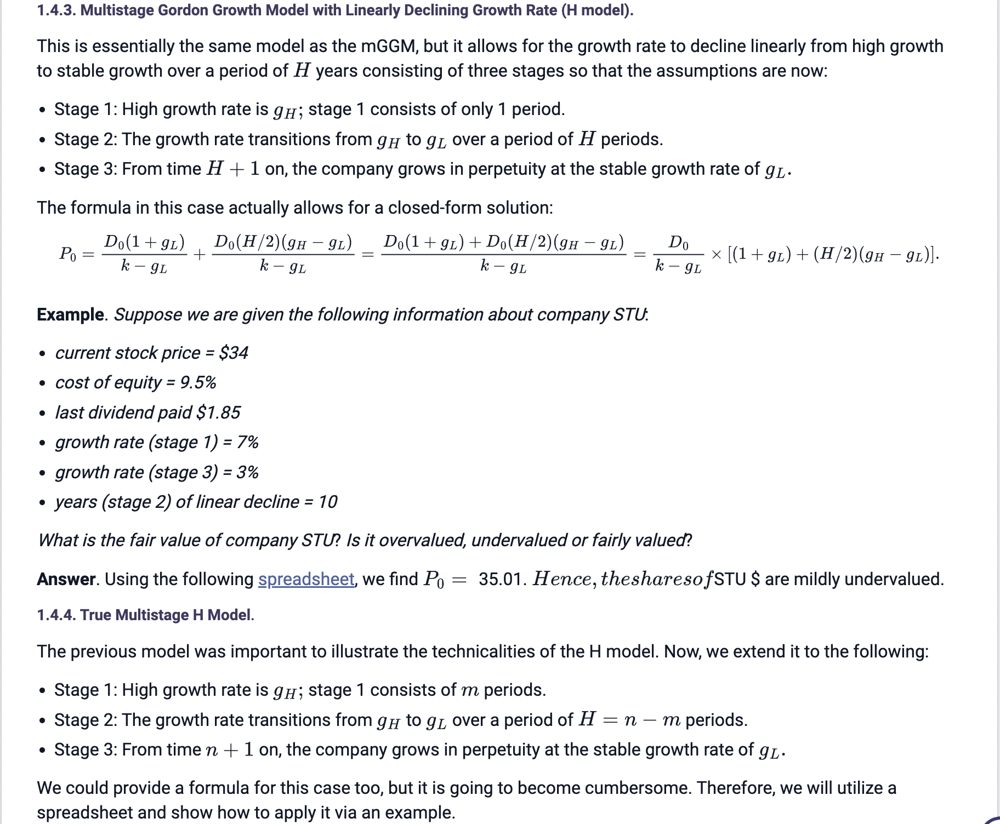 1.4.3. Multistage Gordon Growth Model with Linearly Declining Growth Rate (H model).
This is essentially the same model as the mGGM, but it allows for the growth rate to decline linearly from high growth
to stable growth over a period of H years consisting of three stages so that the assumptions are now:
• Stage 1: High growth rate is g_H; stage 1 consists of only 1 period.
• Stage 2: The growth rate transitions from g_H to g_L over a period of H periods.
• Stage 3: From time H + 1 on, the company grows in perpetuity at the stable growth rate of g_L.
The formula in this case actually allows for a closed-form solution:
P_0 = \frac{D_0(1 + g_L)}{k − g_L} + \frac{D_0(H/2)(g_H − g_L)}{k − g_L} = \frac{D_0(1 + g_L) + D_0(H/2)(g_H − g_L)}{k − g_L} = \frac{D_0}{k − g_L} × [(1 + g_L) + (H/2)(g_H − g_L)].
Example. Suppose we are given the following information about company STU:
• current stock price = $34
• cost of equity = 9.5%
• last dividend paid $1.85
• growth rate (stage 1) = 7%
• growth rate (stage 3) = 3%
• years (stage 2) of linear decline = 10
What is the fair value of company STU? Is it overvalued, undervalued or fairly valued?
Answer. Using the following spreadsheet, we find P_0 = 35.01. Hence, thesharesofSTU $ are mildly undervalued.
1.4.4. True Multistage H Model.
The previous model was important to illustrate the technicalities of the H model. Now, we extend it to the following:
• Stage 1: High growth rate is g_H; stage 1 consists of m periods.
• Stage 2: The growth rate transitions from g_H to g_L over a period of H = n − m periods.
• Stage 3: From time n + 1 on, the company grows in perpetuity at the stable growth rate of g_L.
We could provide a formula for this case too, but it is going to become cumbersome. Therefore, we will utilize a
spreadsheet and show how to apply it via an example.